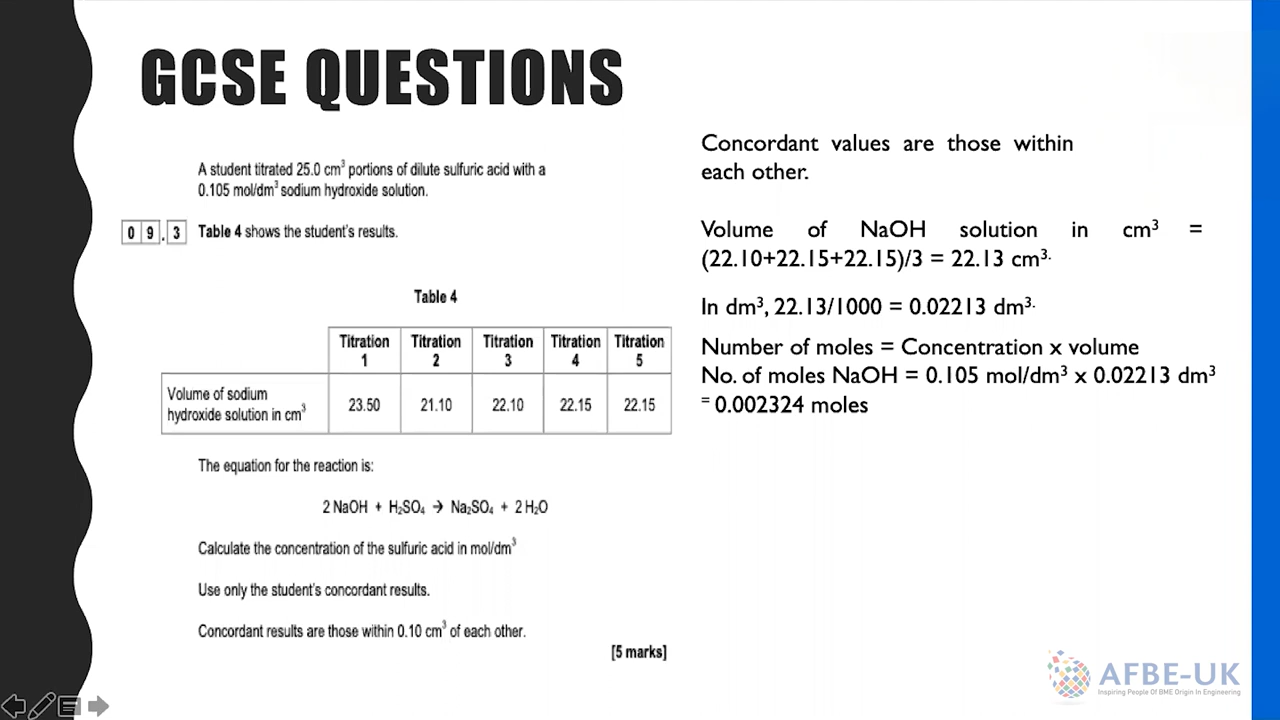 GCSE QUESTIONS
A student titrated 25.0 cm³ portions of dilute sulfuric acid with a
0.105 mol/dm³ sodium hydroxide solution.
0 9 . 3 Table 4 shows the student's results.
Table 4
Titration 1 Titration 2 Titration 3 Titration 4 Titration 5
Volume of sodium
hydroxide solution in cm³ 23.50 21.10 22.10 22.15 22.15
The equation for the reaction is:
2 NaOH + H₂SO₄ → Na₂SO₄ + 2 H₂O
Calculate the concentration of the sulfuric acid in mol/dm³
Use only the student's concordant results.
Concordant results are those within 0.10 cm³ of each other.
[5 marks]
Concordant values are those within
each other.
Volume of NaOH solution in cm³ =
(22.10+22.15+22.15)/3 = 22.13 cm³.
In dm³, 22.13/1000 = 0.02213 dm³.
Number of moles = Concentration x volume
No. of moles NaOH = 0.105 mol/dm³ x 0.02213 dm³
= 0.002324 moles
AFBE-UK
Inspiring People Of BME Origin In Engineering